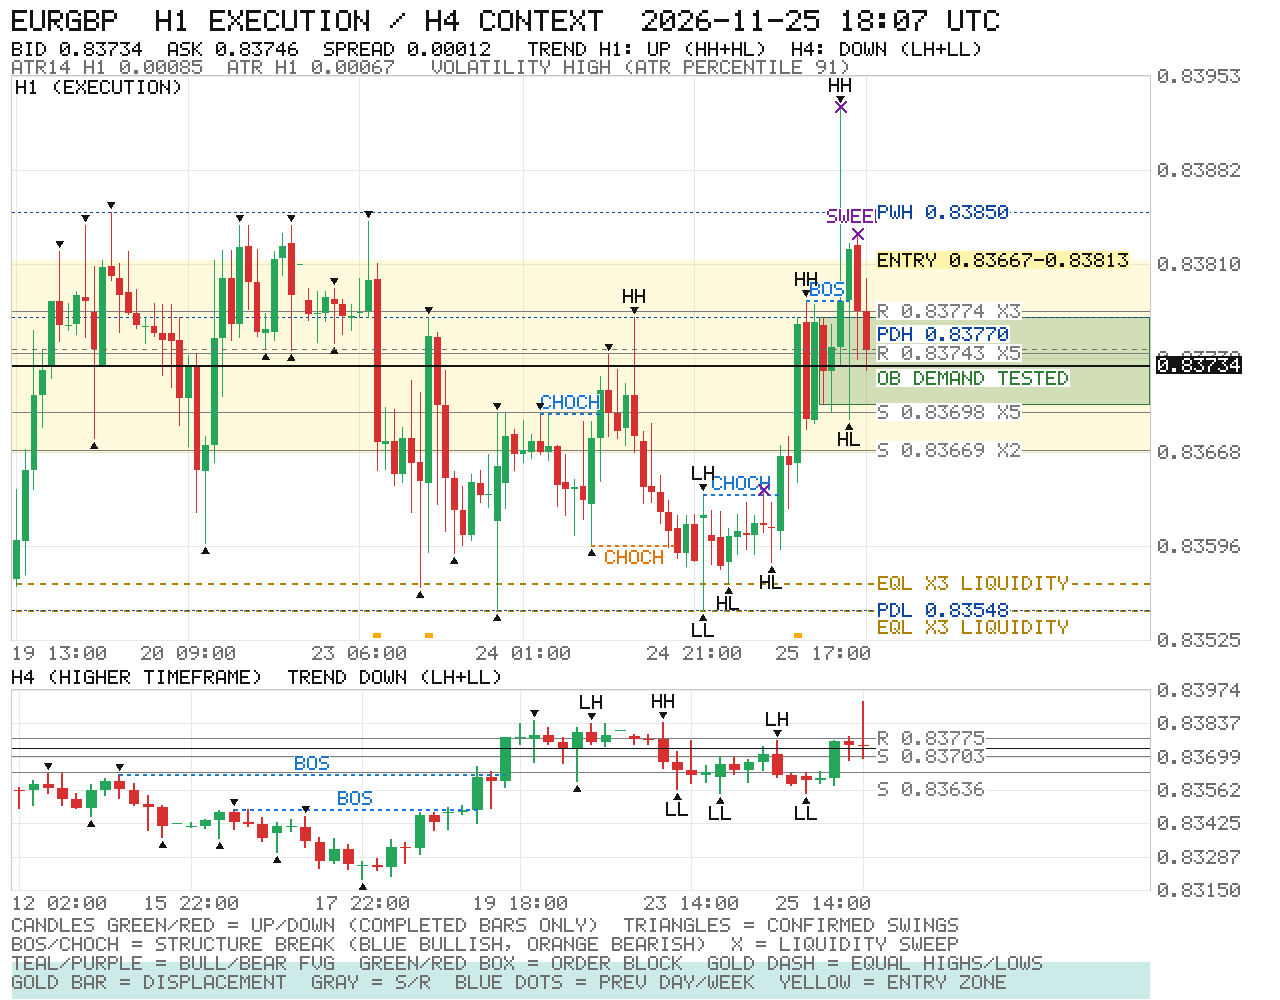 EURGBP  H1 EXECUTION / H4 CONTEXT  2026-11-25 18:07 UTC
BID 0.83734  ASK 0.83746  SPREAD 0.00012  TREND H1: UP (HH+HL)  H4: DOWN (LH+LL)
ATR14 H1 0.00085  ATR H1 0.00067  VOLATILITY HIGH (ATR PERCENTILE 91)
H1 (EXECUTION)
0.83953
HH
0.83882
SWEE
PWH 0.83850
ENTRY 0.83667-0.83813
0.83810
HH
BOS
HH
R 0.83774 X3
PDH 0.83770
R 0.83743 X5
0.83734
OB DEMAND TESTED
CHOCH
S 0.83698 X5
HL
S 0.83669 X2
0.83668
LH
CHOCH
0.83596
CHOCH
HL
EQL X3 LIQUIDITY
HL
PDL 0.83548
LL
EQL X3 LIQUIDITY
0.83525
19 13:00  20 09:00  23 06:00  24 01:00  24 21:00  25 17:00
H4 (HIGHER TIMEFRAME)  TREND DOWN (LH+LL)
0.83974
LH
HH
LH
0.83837
R 0.83775
S 0.83703
0.83699
BOS
S 0.83636
0.83562
BOS
LL
LL
LL
0.83425
0.83287
0.83150
12 02:00  15 22:00  17 22:00  19 18:00  23 14:00  25 14:00
CANDLES GREEN/RED = UP/DOWN (COMPLETED BARS ONLY)  TRIANGLES = CONFIRMED SWINGS
BOS/CHOCH = STRUCTURE BREAK (BLUE BULLISH, ORANGE BEARISH)  X = LIQUIDITY SWEEP
TEAL/PURPLE = BULL/BEAR FVG  GREEN/RED BOX = ORDER BLOCK  GOLD DASH = EQUAL HIGHS/LOWS
GOLD BAR = DISPLACEMENT  GRAY = S/R  BLUE DOTS = PREV DAY/WEEK  YELLOW = ENTRY ZONE